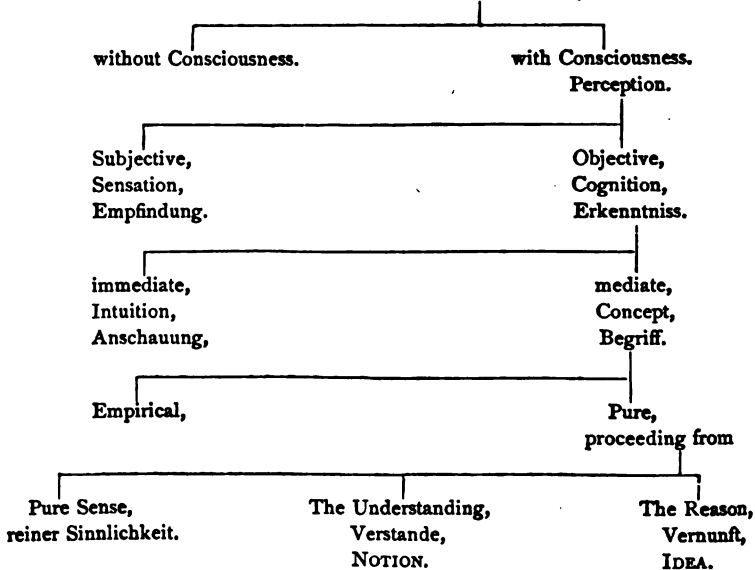 without Consciousness.
with Consciousness.
Perception.
Subjective,
Sensation,
Empfindung.
Objective,
Cognition,
Erkenntniss.
immediate,
Intuition,
Anschauung,
mediate,
Concept,
Begriff.
Empirical,
Pure,
proceeding from
Pure Sense,
reiner Sinnlichkeit.
The Understanding,
Verstande,
NOTION.
The Reason,
Vernunft,
IDEA.